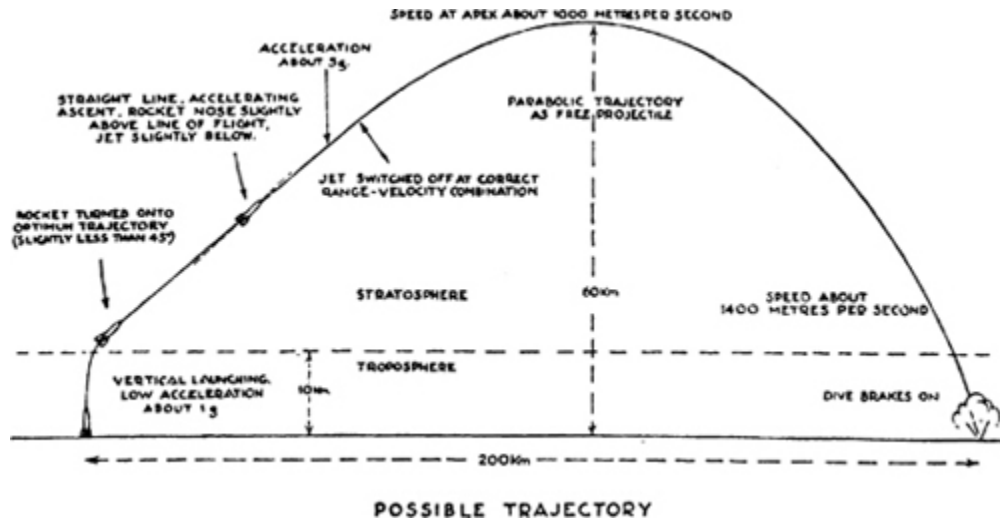 SPEED AT APEX ABOUT 1000 METRES PER SECOND
ACCELERATION
ABOUT 3g.
STRAIGHT LINE, ACCELERATING
ASCENT, ROCKET NOSE SLIGHTLY
ABOVE LINE OF FLIGHT,
JET SLIGHTLY BELOW.
PARABOLIC TRAJECTORY
AS FREE PROJECTILE
JET SWITCHED OFF AT CORRECT
RANGE-VELOCITY COMBINATION
ROCKET TURNED ONTO
OPTIMUM TRAJECTORY
(SLIGHTLY LESS THAN 45°)
STRATOSPHERE
60Km
SPEED ABOUT
1400 METRES PER SECOND
TROPOSPHERE
VERTICAL LAUNCHING,
LOW ACCELERATION
ABOUT 1g
10Km
DIVE BRAKES ON
200Km
POSSIBLE TRAJECTORY